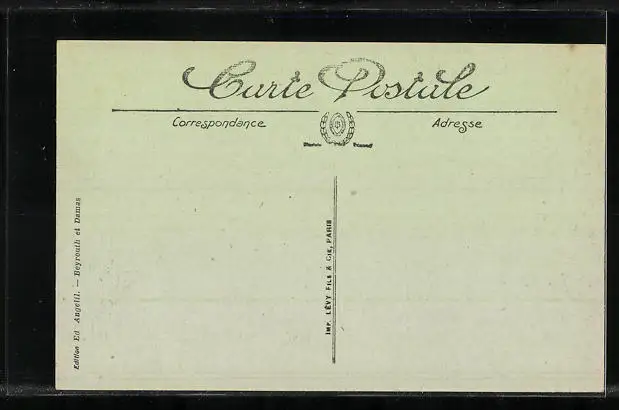 Carte Postale
Correspondance
Adresse
Edition Ed Angelil. — Beyrouth et Damas
IMP. LÉVY FILS & CIE, PARIS